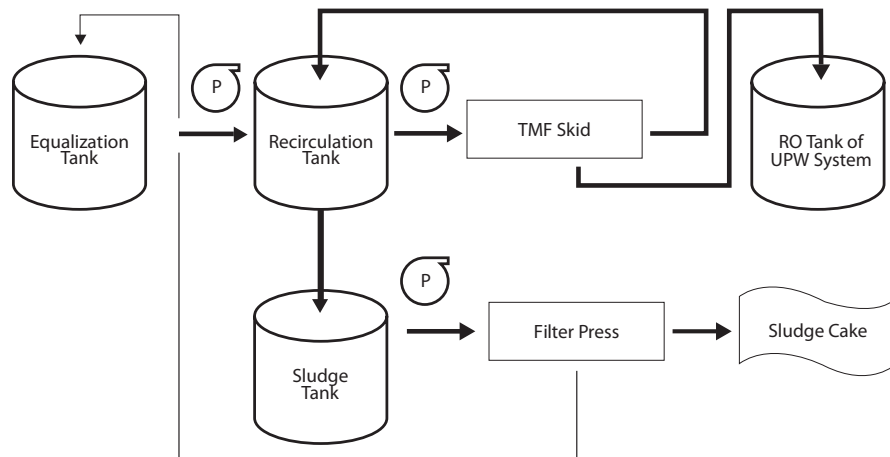 P
P
Equalization
Tank
Recirculation
Tank
TMF Skid
RO Tank of
UPW System
P
Sludge
Tank
Filter Press
Sludge Cake